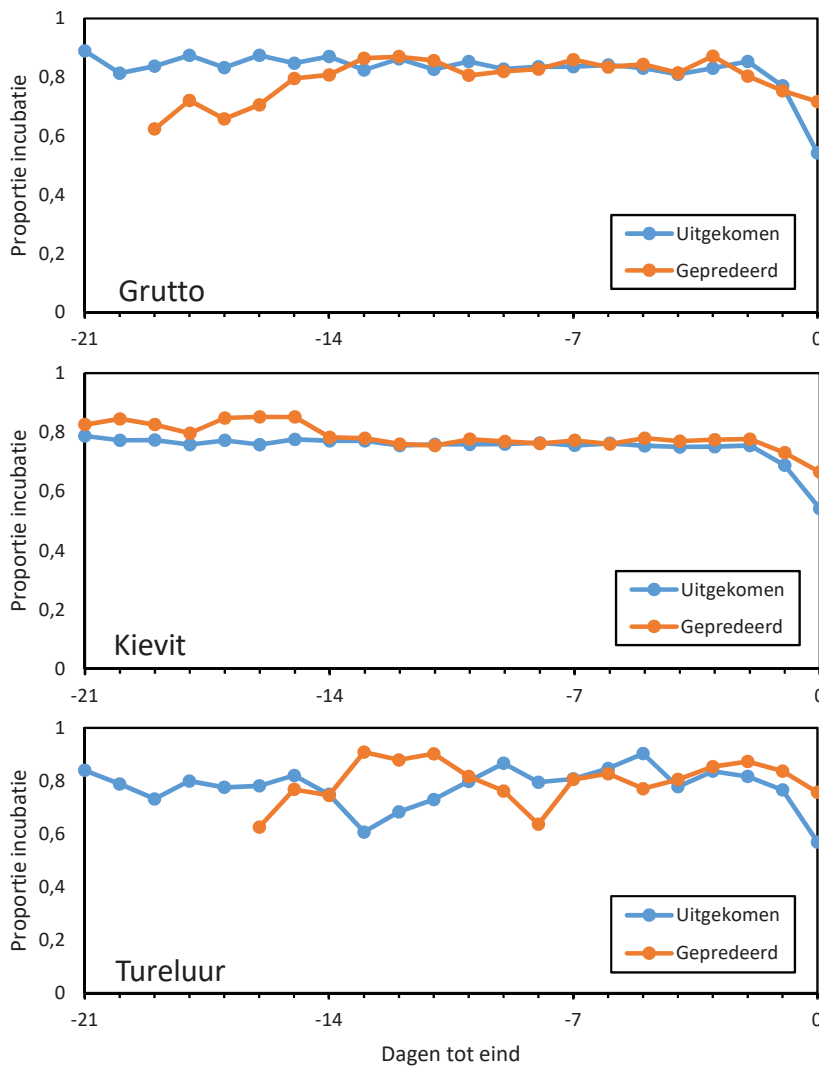 1
0,8
0,6
0,4
0,2
0
Proportie incubatie
Uitgekomen
Gepredeerd
Grutto
-21
-14
-7
0
1
0,8
0,6
0,4
0,2
0
Proportie incubatie
Uitgekomen
Gepredeerd
Kievit
-21
-14
-7
0
1
0,8
0,6
0,4
0,2
0
Proportie incubatie
Uitgekomen
Gepredeerd
Tureluur
-21
-14
-7
0
Dagen tot eind